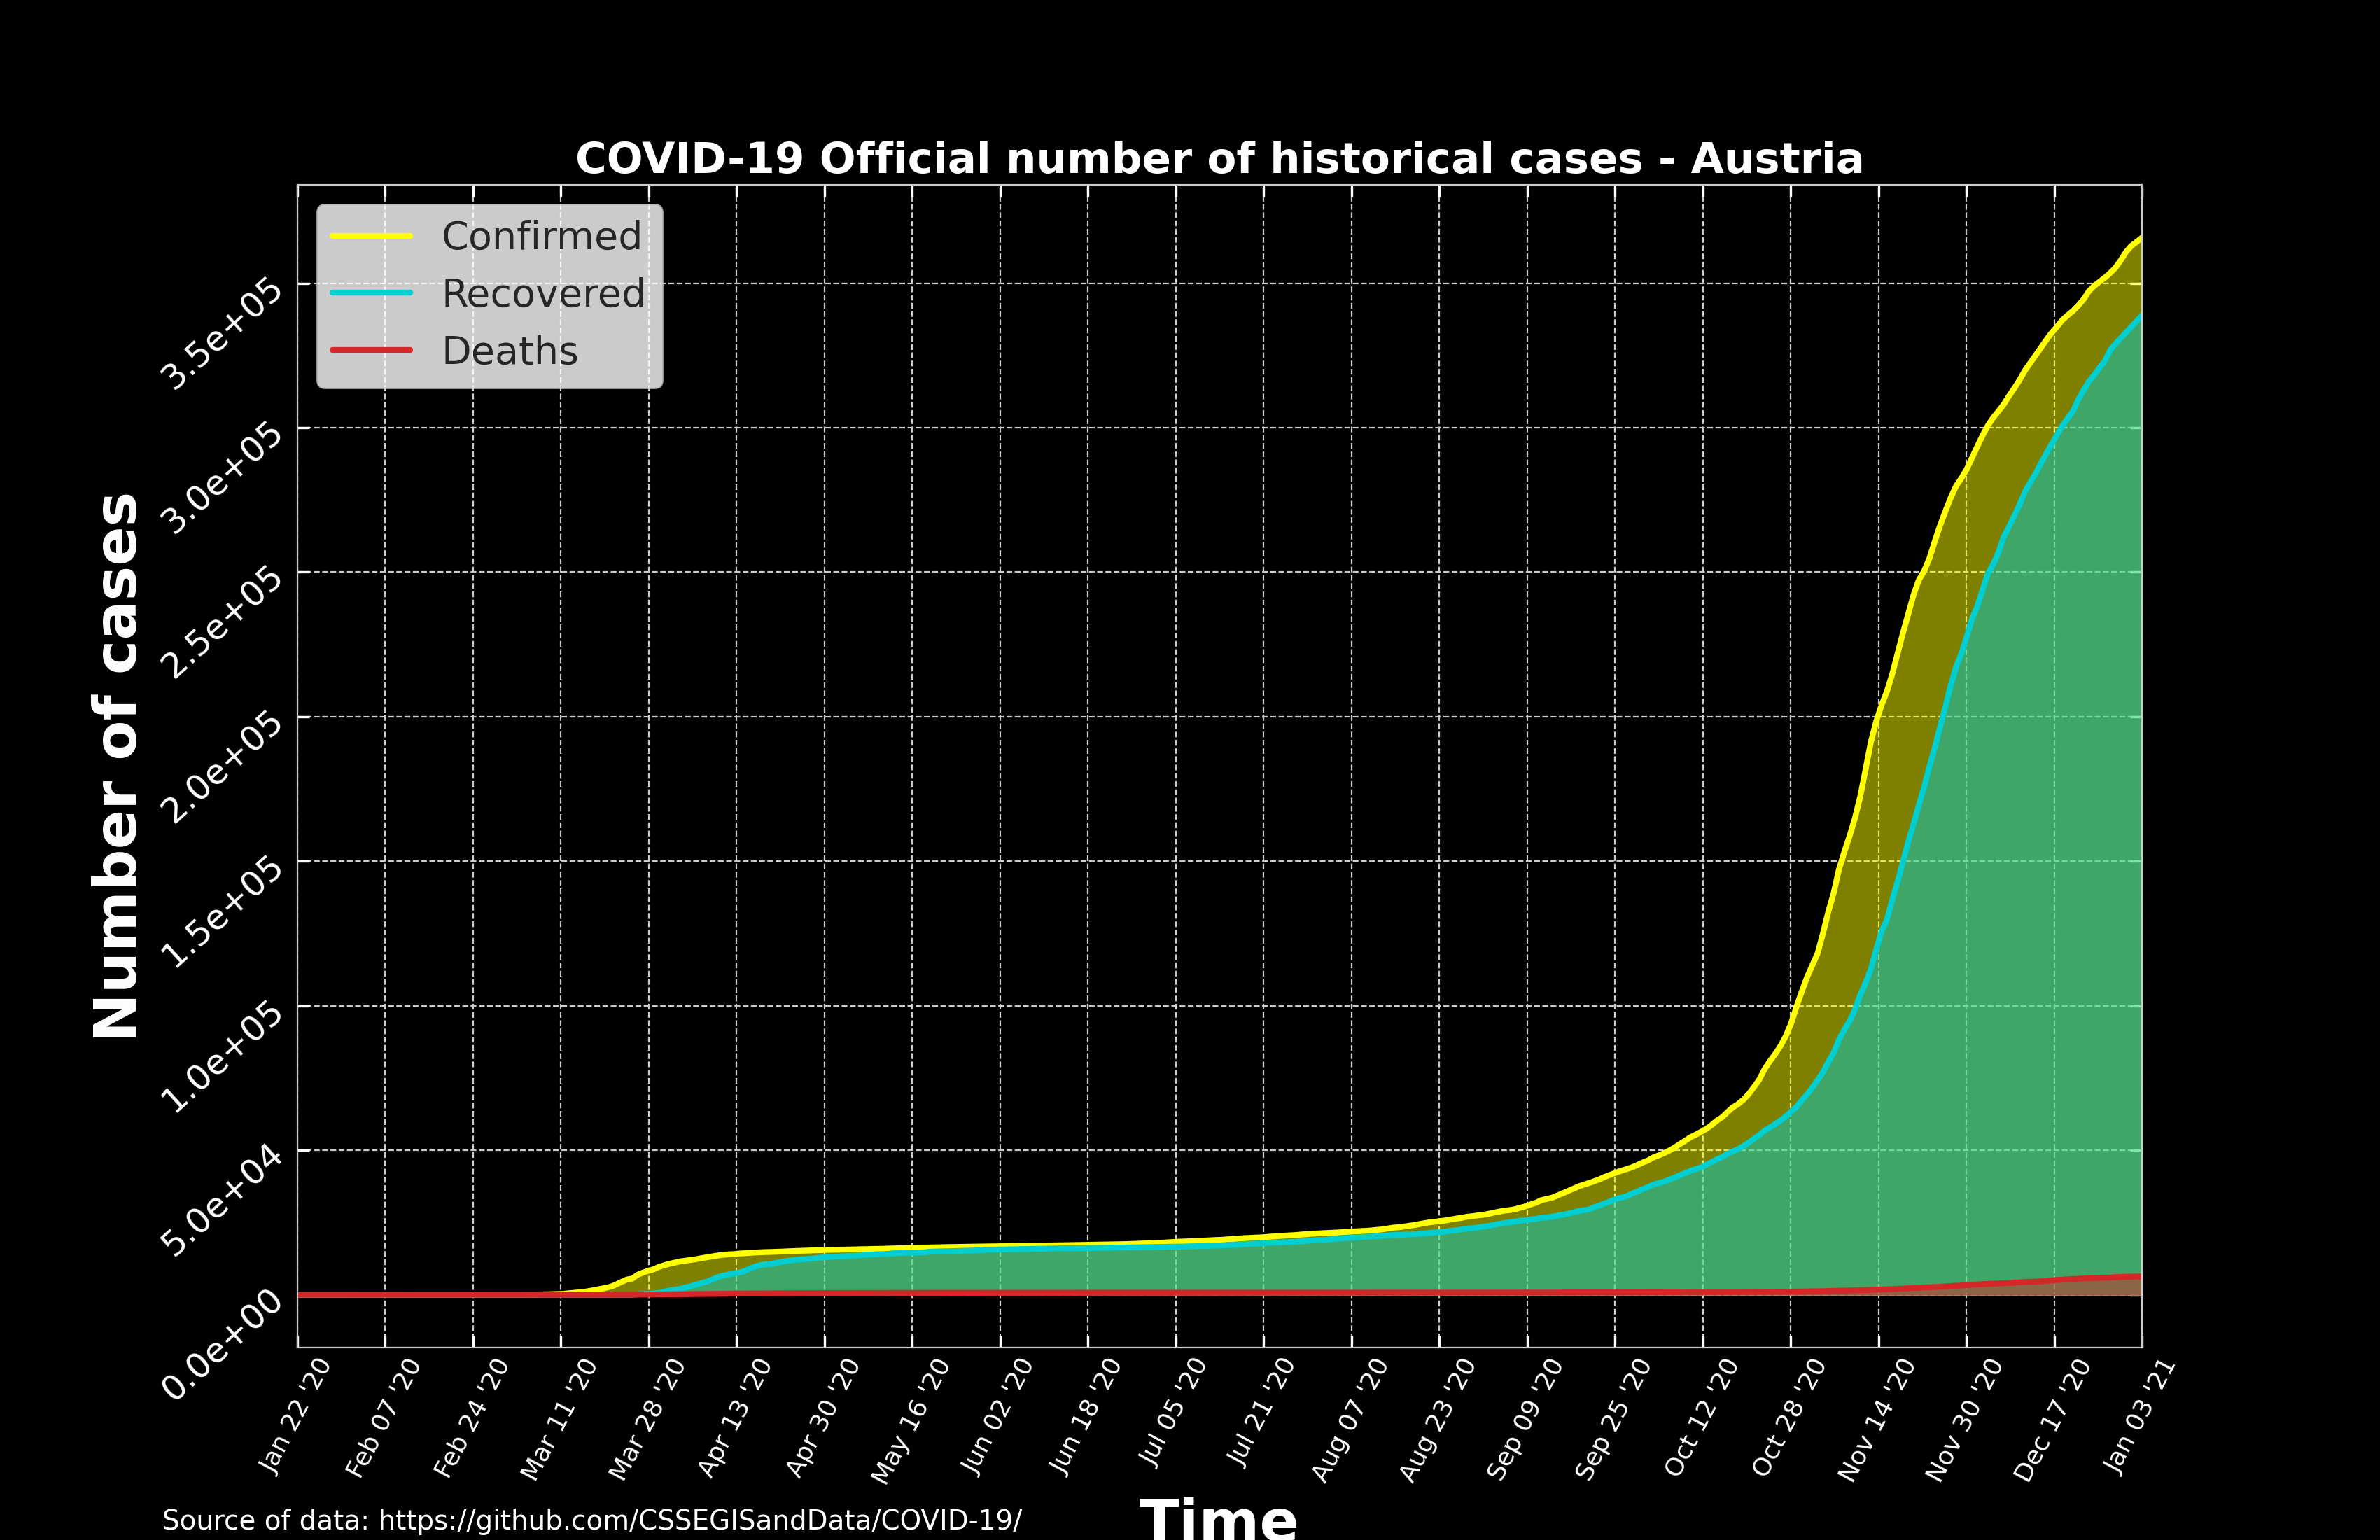 COVID-19 Official number of historical cases - Austria
Confirmed
Recovered
Deaths
Number of cases
3.5e+05
3.0e+05
2.5e+05
2.0e+05
1.5e+05
1.0e+05
5.0e+04
0.0e+00
Jan 22 '20
Feb 07 '20
Feb 24 '20
Mar 11 '20
Mar 28 '20
Apr 13 '20
Apr 30 '20
May 16 '20
Jun 02 '20
Jun 18 '20
Jul 05 '20
Jul 21 '20
Aug 07 '20
Aug 23 '20
Sep 09 '20
Sep 25 '20
Oct 12 '20
Oct 28 '20
Nov 14 '20
Nov 30 '20
Dec 17 '20
Jan 03 '21
Time
Source of data: https://github.com/CSSEGISandData/COVID-19/